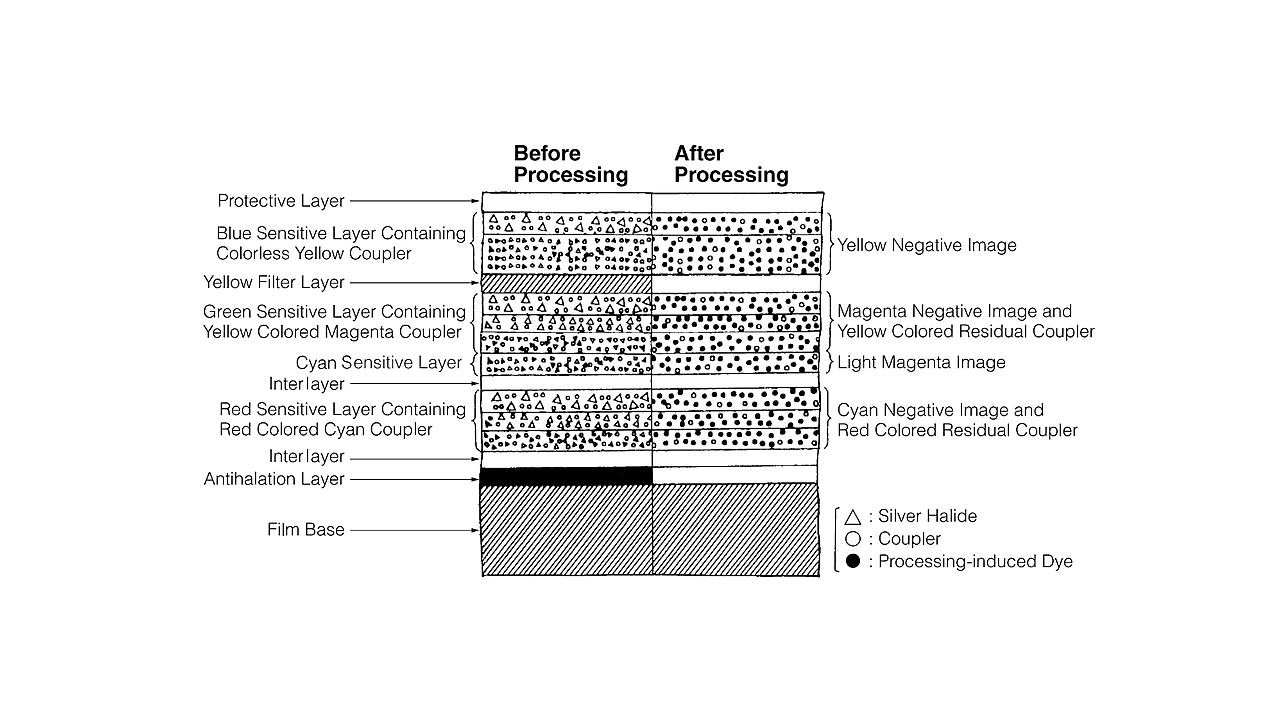 Before
Processing
After
Processing
Protective Layer
Blue Sensitive Layer Containing
Colorless Yellow Coupler
Yellow Negative Image
Yellow Filter Layer
Green Sensitive Layer Containing
Yellow Colored Magenta Coupler
Magenta Negative Image and
Yellow Colored Residual Coupler
Cyan Sensitive Layer
Light Magenta Image
Interlayer
Red Sensitive Layer Containing
Red Colored Cyan Coupler
Cyan Negative Image and
Red Colored Residual Coupler
Interlayer
Antihalation Layer
Film Base
: Silver Halide
: Coupler
: Processing-induced Dye